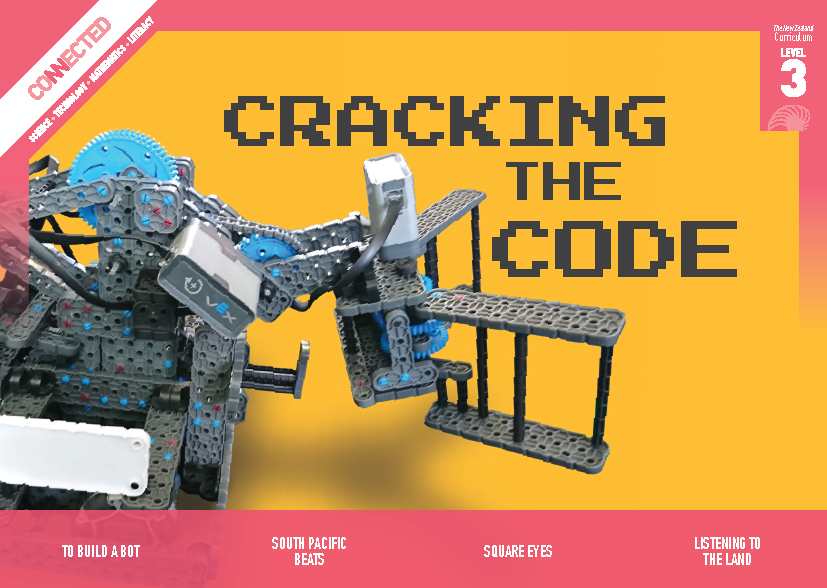 CONNECTED
SCIENCE • TECHNOLOGY • MATHEMATICS • LITERACY
The New Zealand
Curriculum
LEVEL
3
CRACKING
THE
CODE
VEX
TO BUILD A BOT
SOUTH PACIFIC
BEATS
SQUARE EYES
LISTENING TO
THE LAND